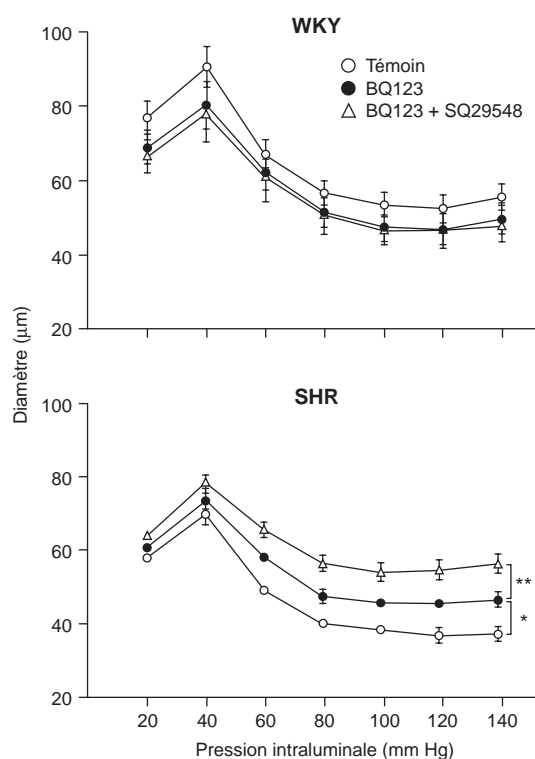 WKY
100
80
60
40
20
Témoin
BQ123
BQ123 + SQ29548
Diamètre (μm)
SHR
100
80
60
40
20
**
*
20 40 60 80 100 120 140
Pression intraluminale (mm Hg)